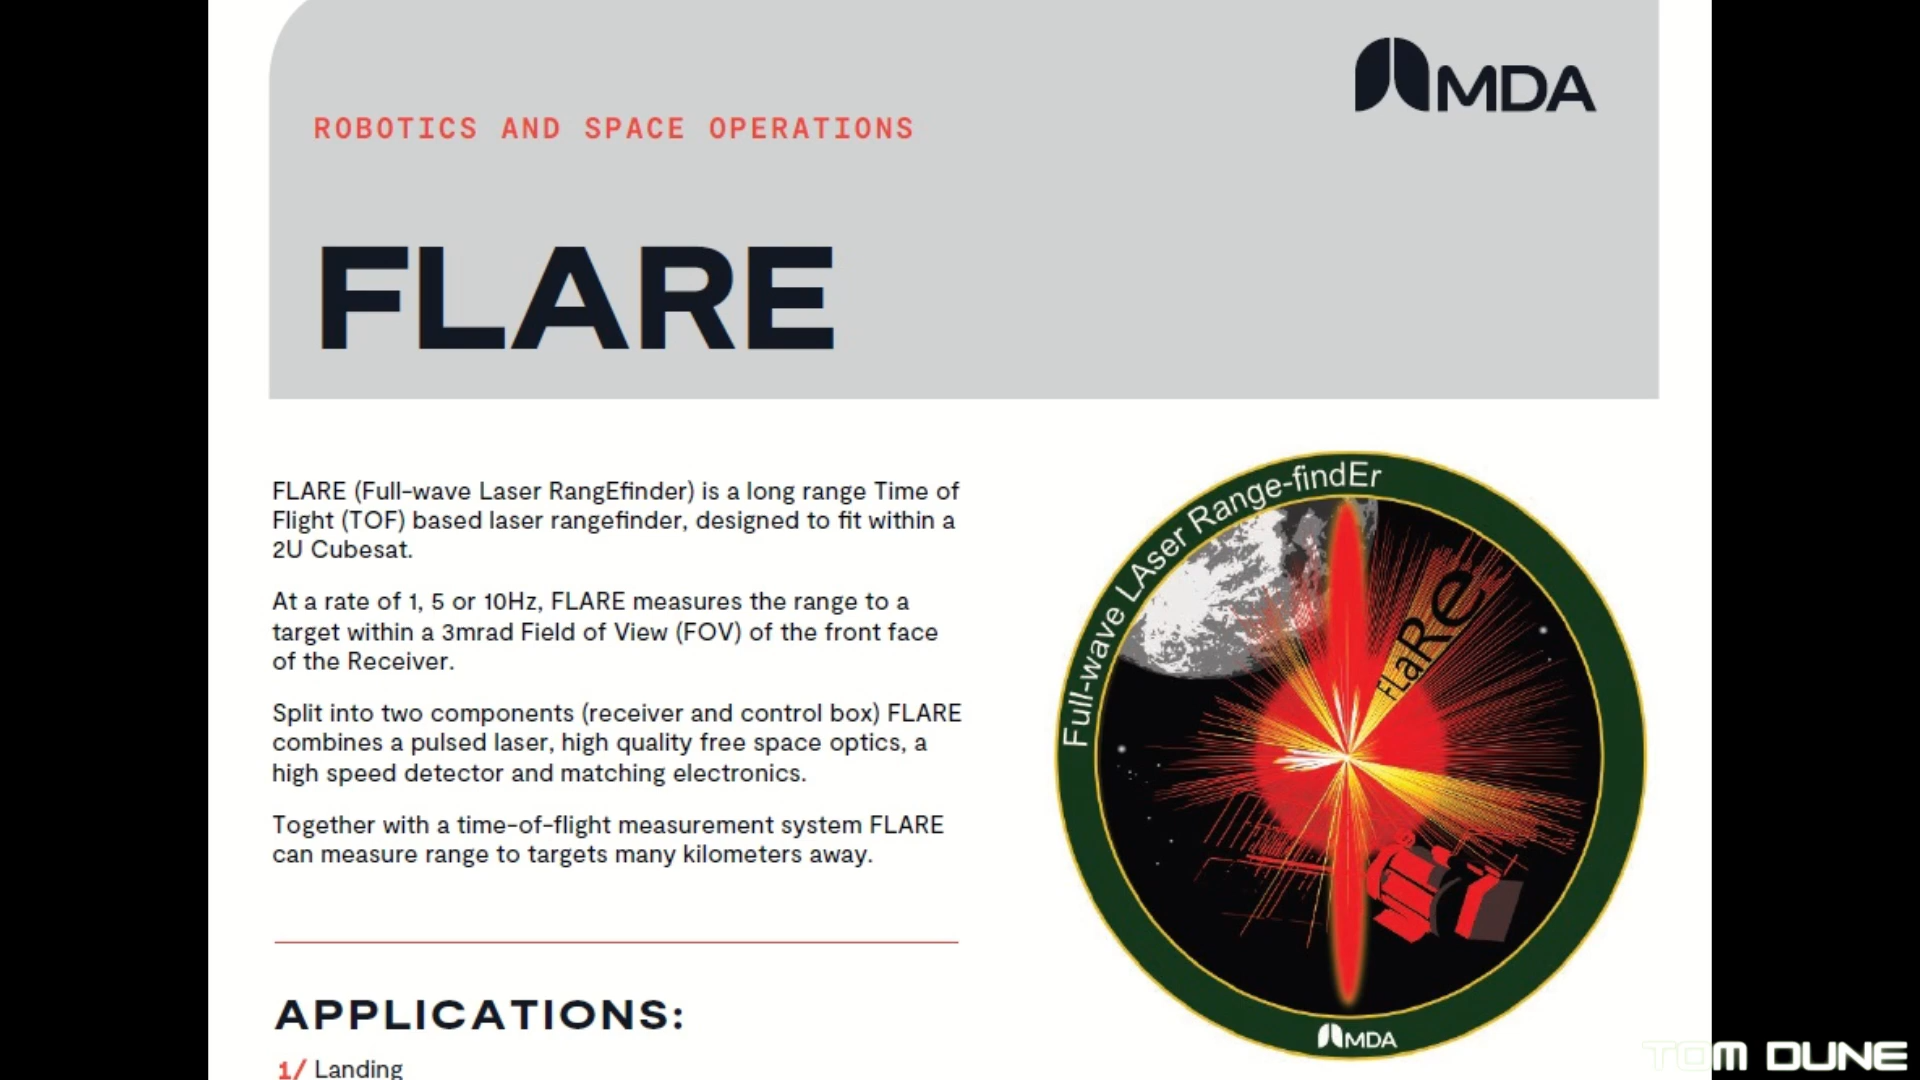 MDA
ROBOTICS AND SPACE OPERATIONS
FLARE
FLARE (Full-wave Laser RangEfinder) is a long range Time of
Flight (TOF) based laser rangefinder, designed to fit within a
2U Cubesat.
At a rate of 1, 5 or 10Hz, FLARE measures the range to a
target within a 3mrad Field of View (FOV) of the front face
of the Receiver.
Split into two components (receiver and control box) FLARE
combines a pulsed laser, high quality free space optics, a
high speed detector and matching electronics.
Together with a time-of-flight measurement system FLARE
can measure range to targets many kilometers away.
APPLICATIONS:
1/ Landing
Full-wave LAser Range-findEr
FLaRe
MDA
TOM DUNE